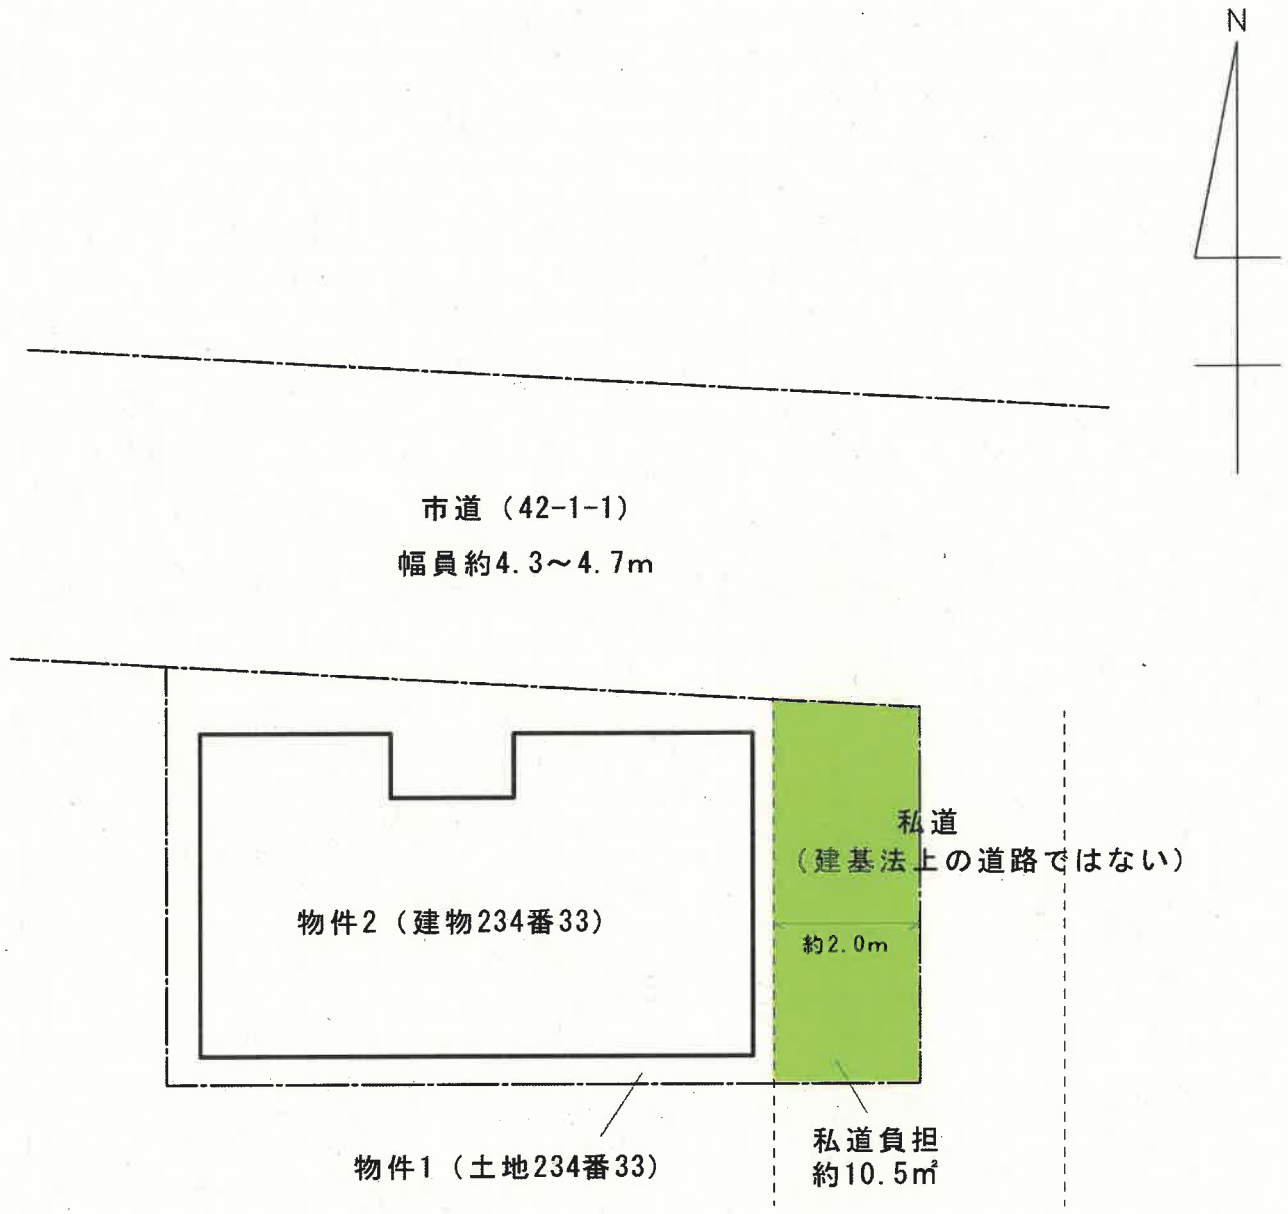 N
市道（42-1-1）
幅員約4.3～4.7m
私道
（建基法上の道路ではない）
物件2（建物234番33）
約2.0m
私道負担
約10.5㎡
物件1（土地234番33）